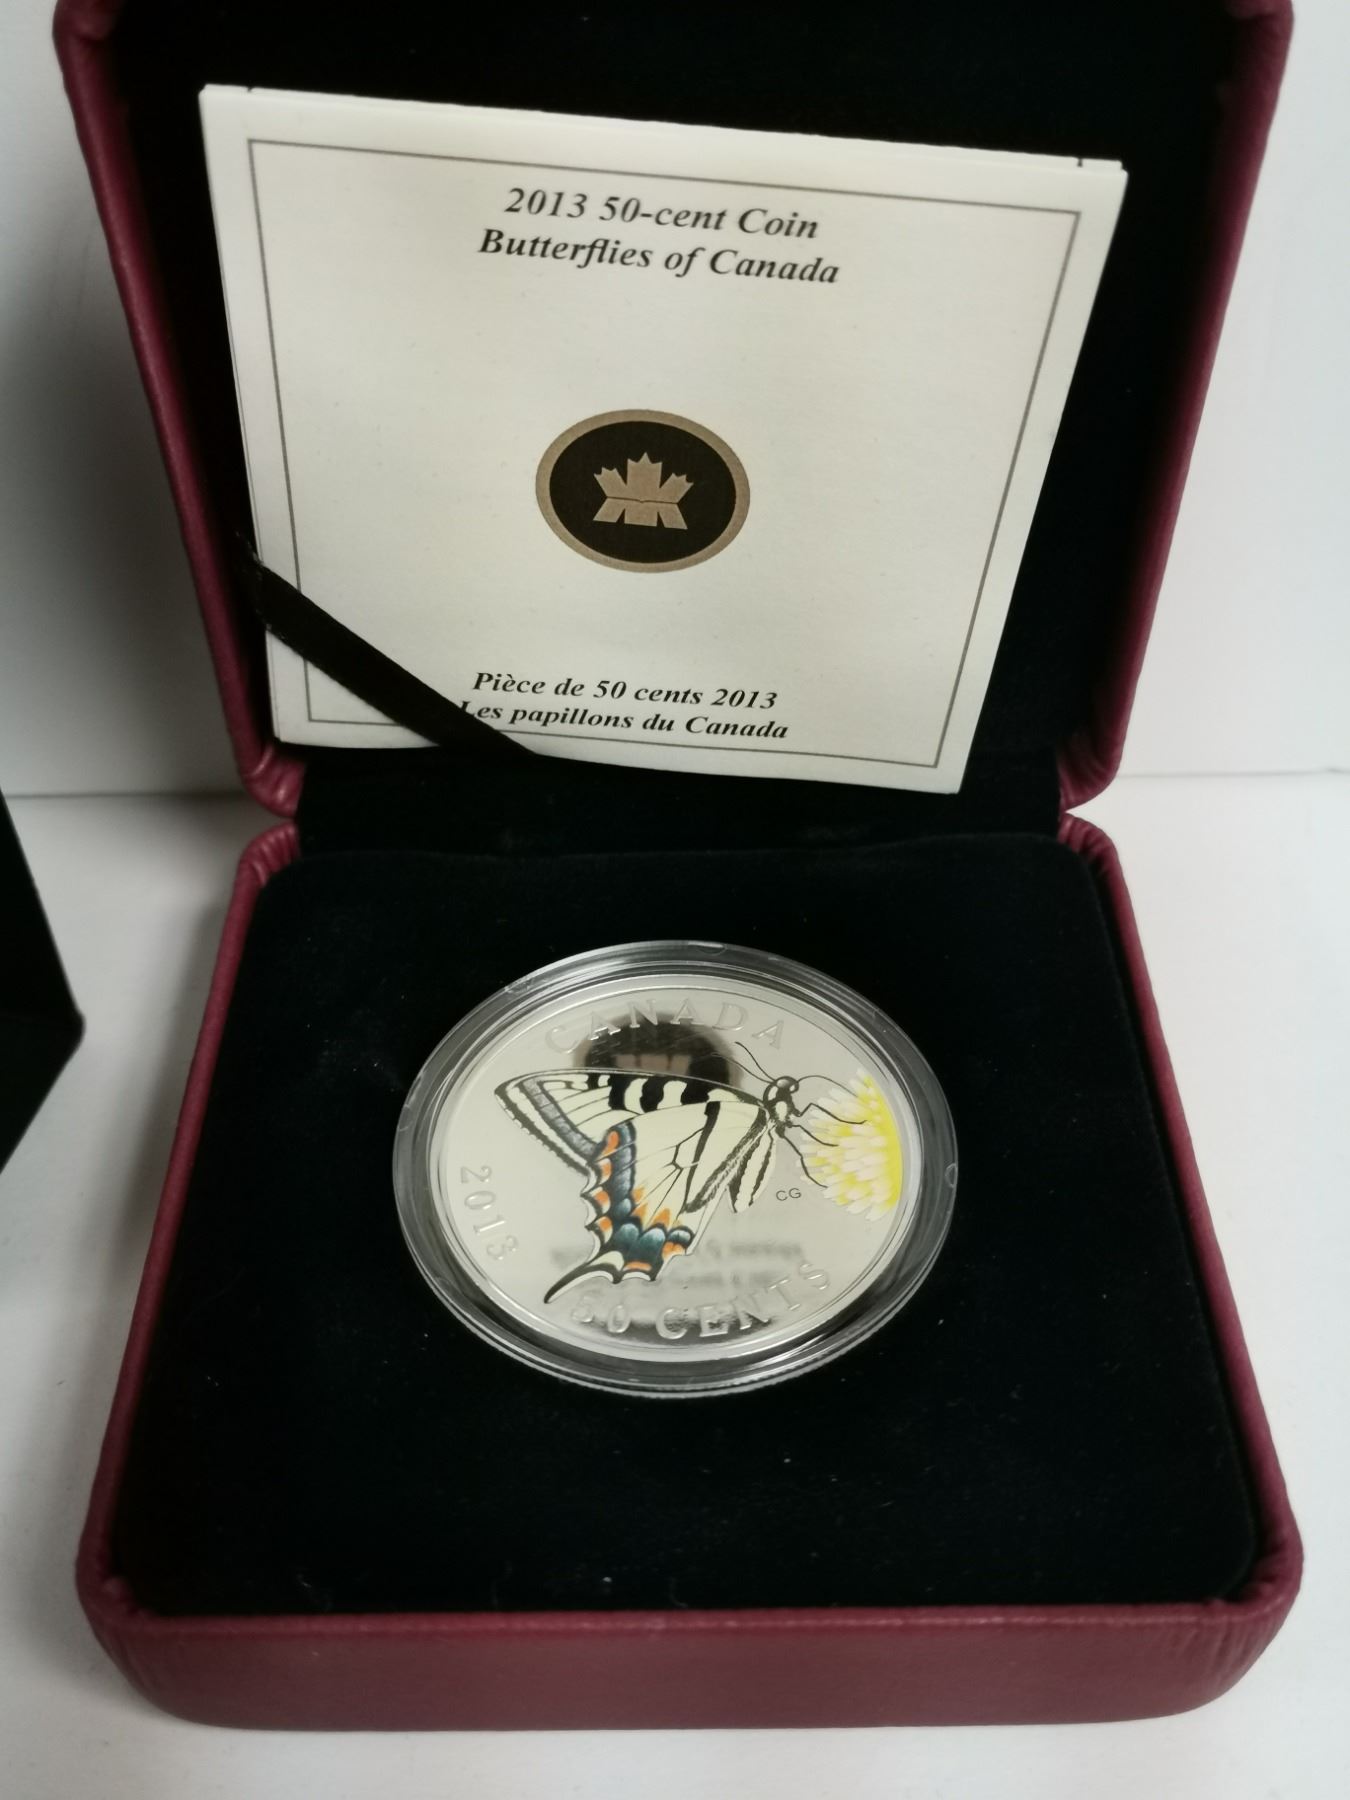 2013 50-cent Coin
Butterflies of Canada
Pièce de 50 cents 2013
Les papillons du Canada
CANADA
2013
CG
50 CENTS